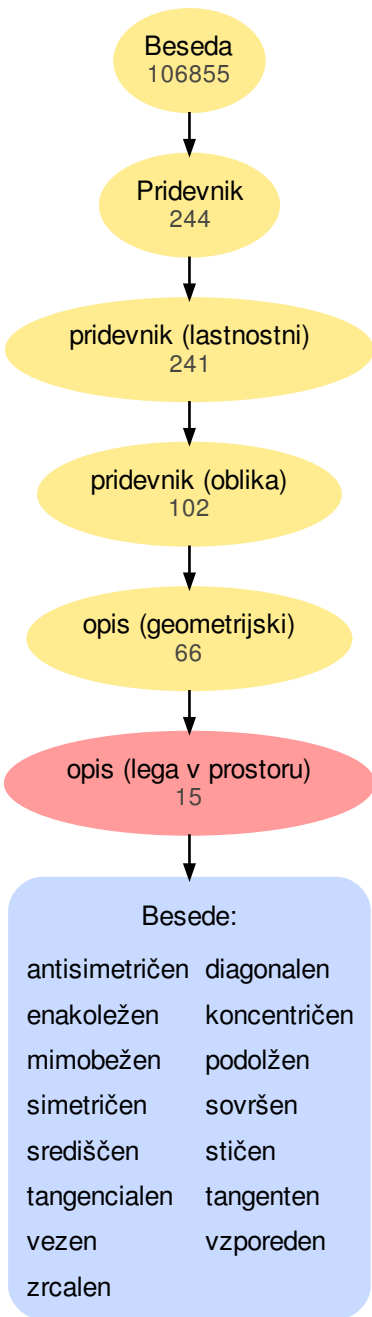 Beseda
106855
Pridevnik
244
pridevnik (lastnostni)
241
pridevnik (oblika)
102
opis (geometrijski)
66
opis (lega v prostoru)
15
Besede:
antisimetričen diagonalen
enakoležen koncentričen
mimobežen podolžen
simetričen sovršen
središčen stičen
tangencialen tangenten
vezen vzporeden
zrcalen